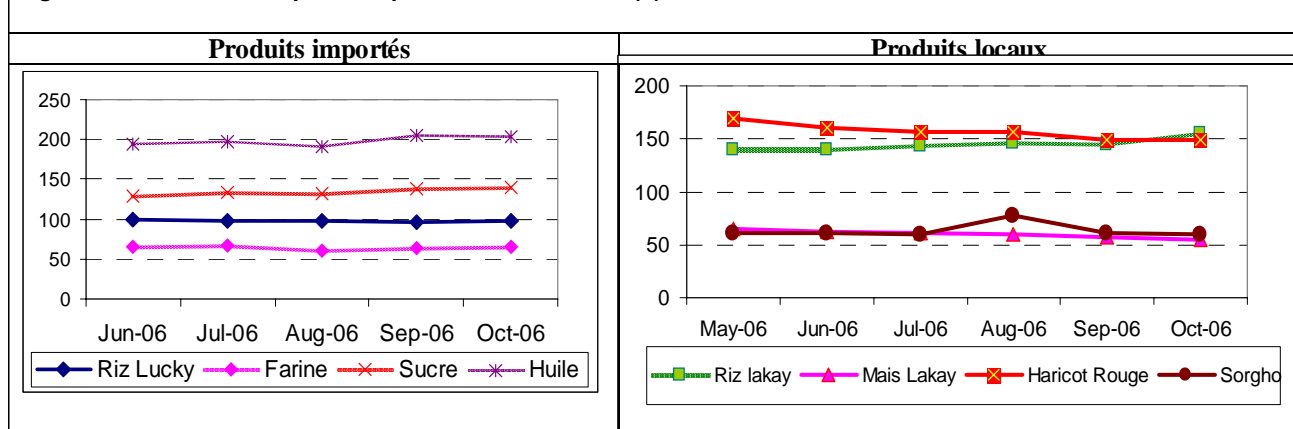 Produits importés
Produits locaux
250
200
150
100
50
0
Jun-06 Jul-06 Aug-06 Sep-06 Oct-06
Riz Lucky Farine Sucre Huile
200
150
100
50
0
May-06 Jun-06 Jul-06 Aug-06 Sep-06 Oct-06
Riz lakay Mais Lakay Haricot Rouge Sorgho